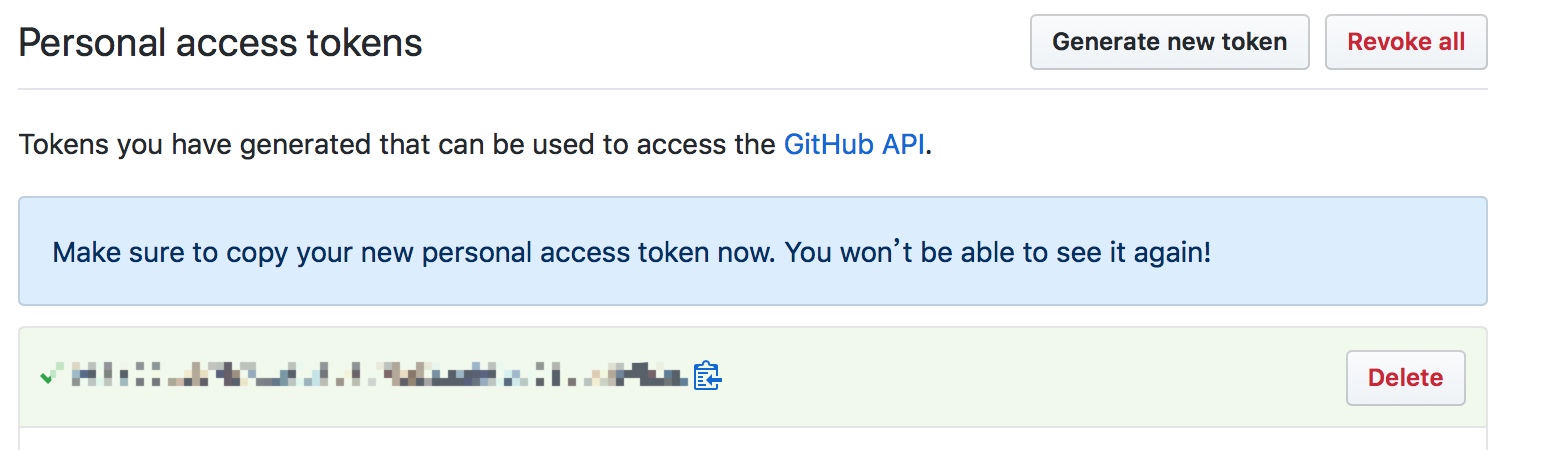 Personal access tokens
Generate new token
Revoke all
Tokens you have generated that can be used to access the GitHub API.
Make sure to copy your new personal access token now. You won’t be able to see it again!
Delete